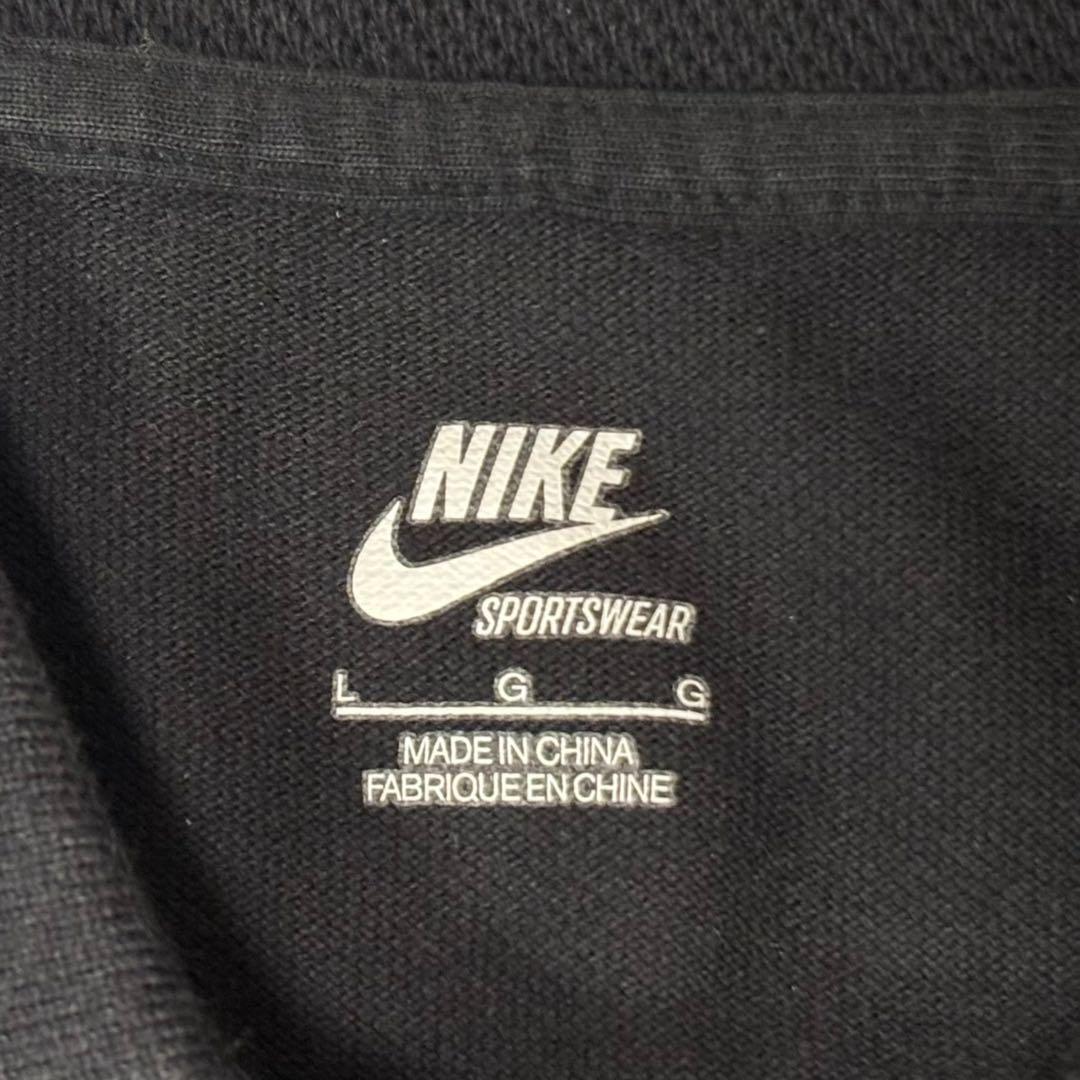 NIKE
SPORTSWEAR
L G G
MADE IN CHINA
FABRIQUE EN CHINE